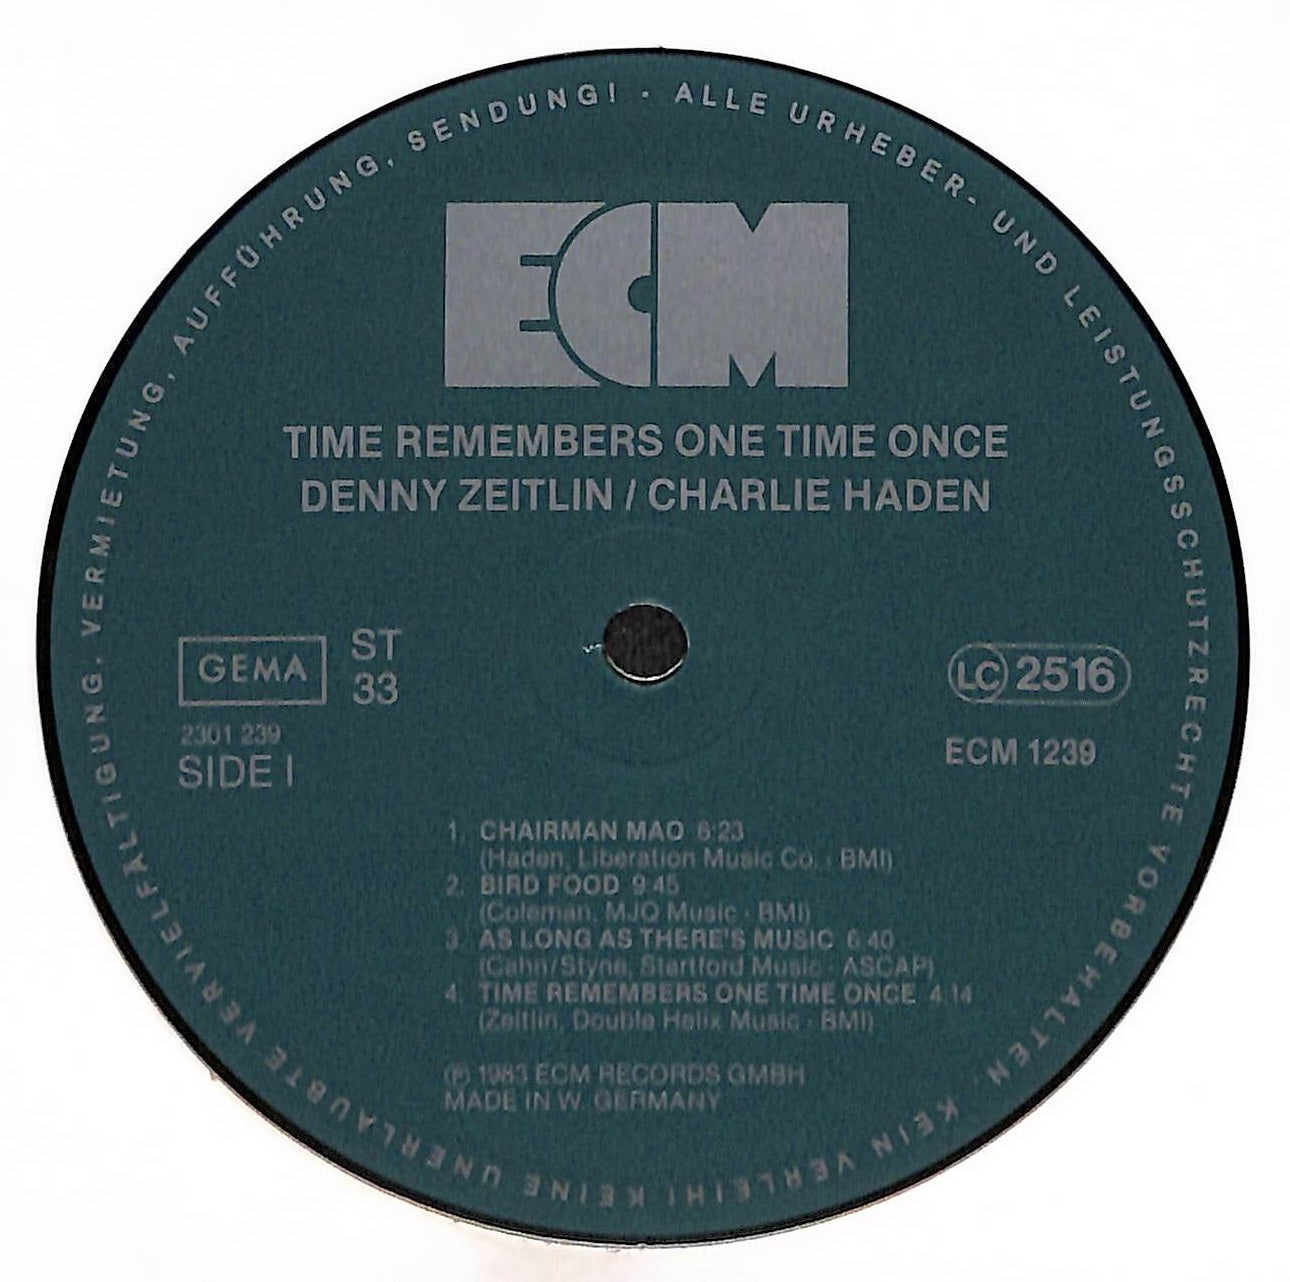 ALLE URHEBER- UND LEISTUNGSSCHUTZRECHTE VORBEHALTEN. KEIN VERLEIH! KEINE UNERLAUBTE VERVIELFÄLTIGUNG, VERMIETUNG, AUFFÜHRUNG, SENDUNG! ·
ECM
TIME REMEMBERS ONE TIME ONCE
DENNY ZEITLIN / CHARLIE HADEN
GEMA
ST
33
2301 239
SIDE I
LC 2516
ECM 1239
1. CHAIRMAN MAO 6:23
(Haden, Liberation Music Co. · BMI)
2. BIRD FOOD 9:45
(Coleman, MJQ Music · BMI)
3. AS LONG AS THERE'S MUSIC 6:40
(Cahn/Styne, Startford Music · ASCAP)
4. TIME REMEMBERS ONE TIME ONCE 4:14
(Zeitlin, Double Helix Music · BMI)
℗ 1983 ECM RECORDS GMBH
MADE IN W. GERMANY